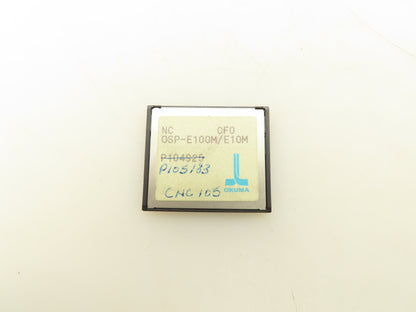 NC CF0
OSP-E100M/E10M
P104925
P105183
OKUMA
CNC 105